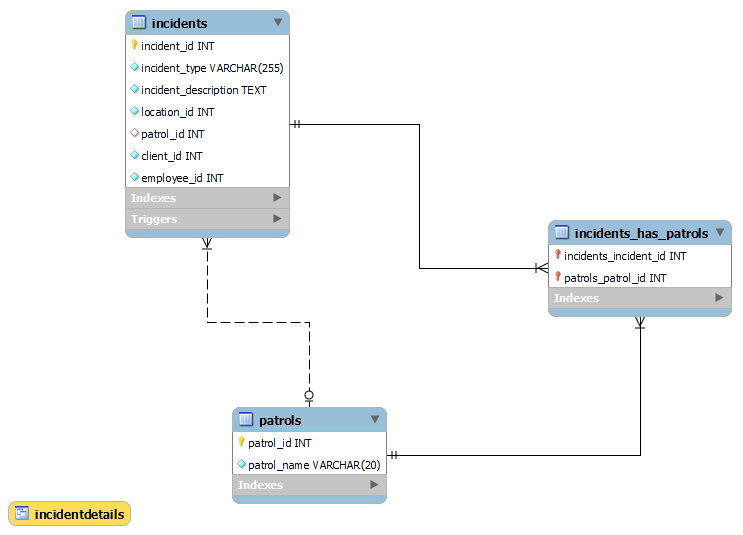 incidents
incident_id INT
incident_type VARCHAR(255)
incident_description TEXT
location_id INT
patrol_id INT
client_id INT
employee_id INT
Indexes
Triggers
incidents_has_patrols
incidents_incident_id INT
patrols_patrol_id INT
Indexes
patrols
patrol_id INT
patrol_name VARCHAR(20)
Indexes
incidentdetails